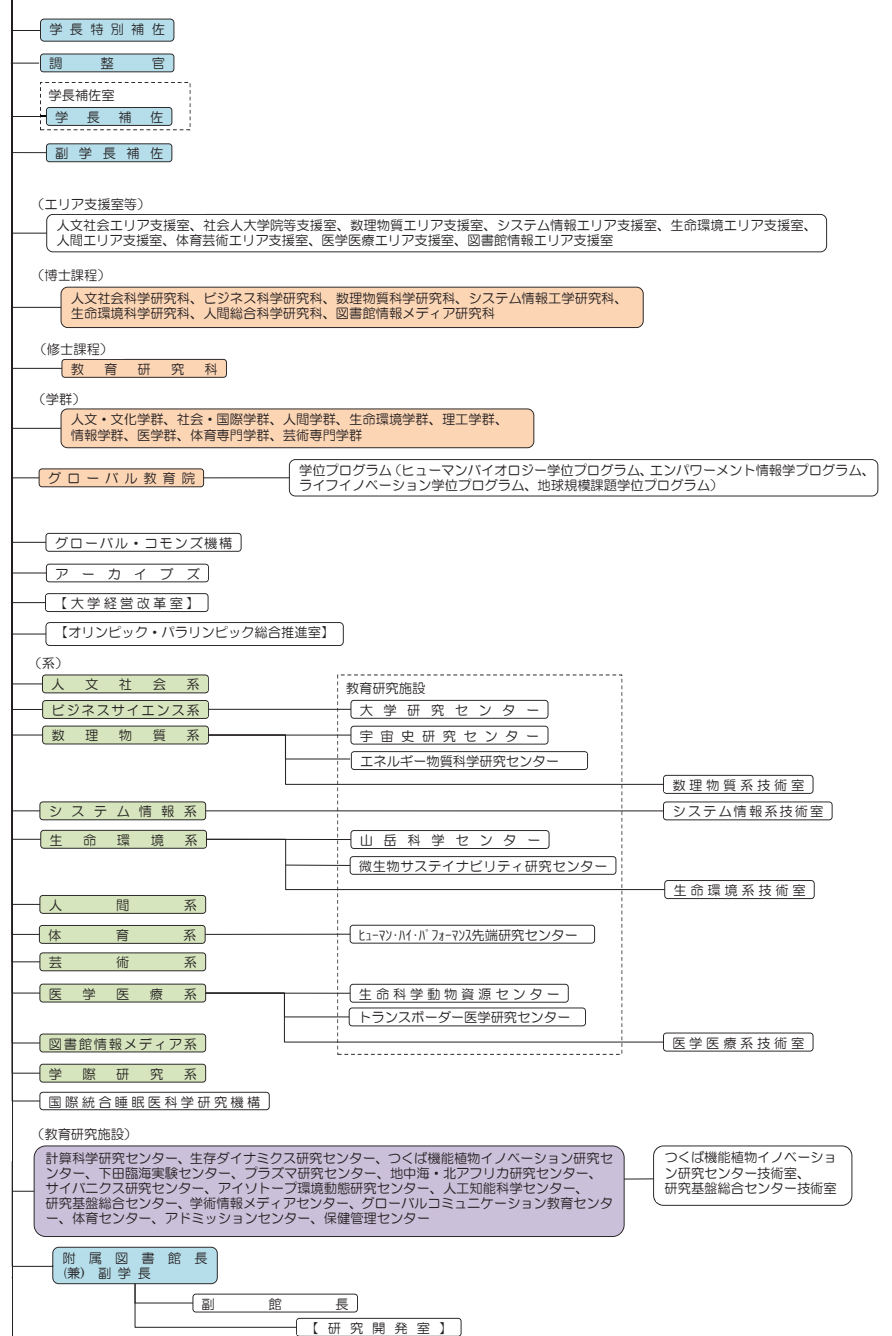 学長特別補佐
調整官
学長補佐室
学長補佐
副学長補佐
（エリア支援室等）
人文社会エリア支援室、社会人大学院等支援室、数理物質エリア支援室、システム情報エリア支援室、生命環境エリア支援室、
人間エリア支援室、体育芸術エリア支援室、医学医療エリア支援室、図書館情報エリア支援室
（博士課程）
人文社会科学研究科、ビジネス科学研究科、数理物質科学研究科、システム情報工学研究科、
生命環境科学研究科、人間総合科学研究科、図書館情報メディア研究科
（修士課程）
教育研究科
（学群）
人文・文化学群、社会・国際学群、人間学群、生命環境学群、理工学群、
情報学群、医学群、体育専門学群、芸術専門学群
グローバル教育院
学位プログラム（ヒューマンバイオロジー学位プログラム、エンパワーメント情報学プログラム、
ライフイノベーション学位プログラム、地球規模課題学位プログラム）
グローバル・コモンズ機構
アーカイブズ
【大学経営改革室】
【オリンピック・パラリンピック総合推進室】
（系）
人文社会系
教育研究施設
ビジネスサイエンス系
大学研究センター
数理物質系
宇宙史研究センター
エネルギー物質科学研究センター
数理物質系技術室
システム情報系
システム情報系技術室
生命環境系
山岳科学センター
微生物サステイナビリティ研究センター
生命環境系技術室
人間系
体育系
ﾋｭｰﾏﾝ･ﾊｲ･ﾊﾟﾌｫｰﾏﾝｽ先端研究センター
芸術系
医学医療系
生命科学動物資源センター
トランスボーダー医学研究センター
図書館情報メディア系
医学医療系技術室
学際研究系
国際統合睡眠医科学研究機構
（教育研究施設）
計算科学研究センター、生存ダイナミクス研究センター、つくば機能植物イノベーション研究セ
ンター、下田臨海実験センター、プラズマ研究センター、地中海・北アフリカ研究センター、
サイバニクス研究センター、アイソトープ環境動態研究センター、人工知能科学センター、
研究基盤総合センター、学術情報メディアセンター、グローバルコミュニケーション教育センタ
ー、体育センター、アドミッションセンター、保健管理センター
つくば機能植物イノベーショ
ン研究センター技術室、
研究基盤総合センター技術室
附属図書館長
(兼) 副学長
副館長
【研究開発室】